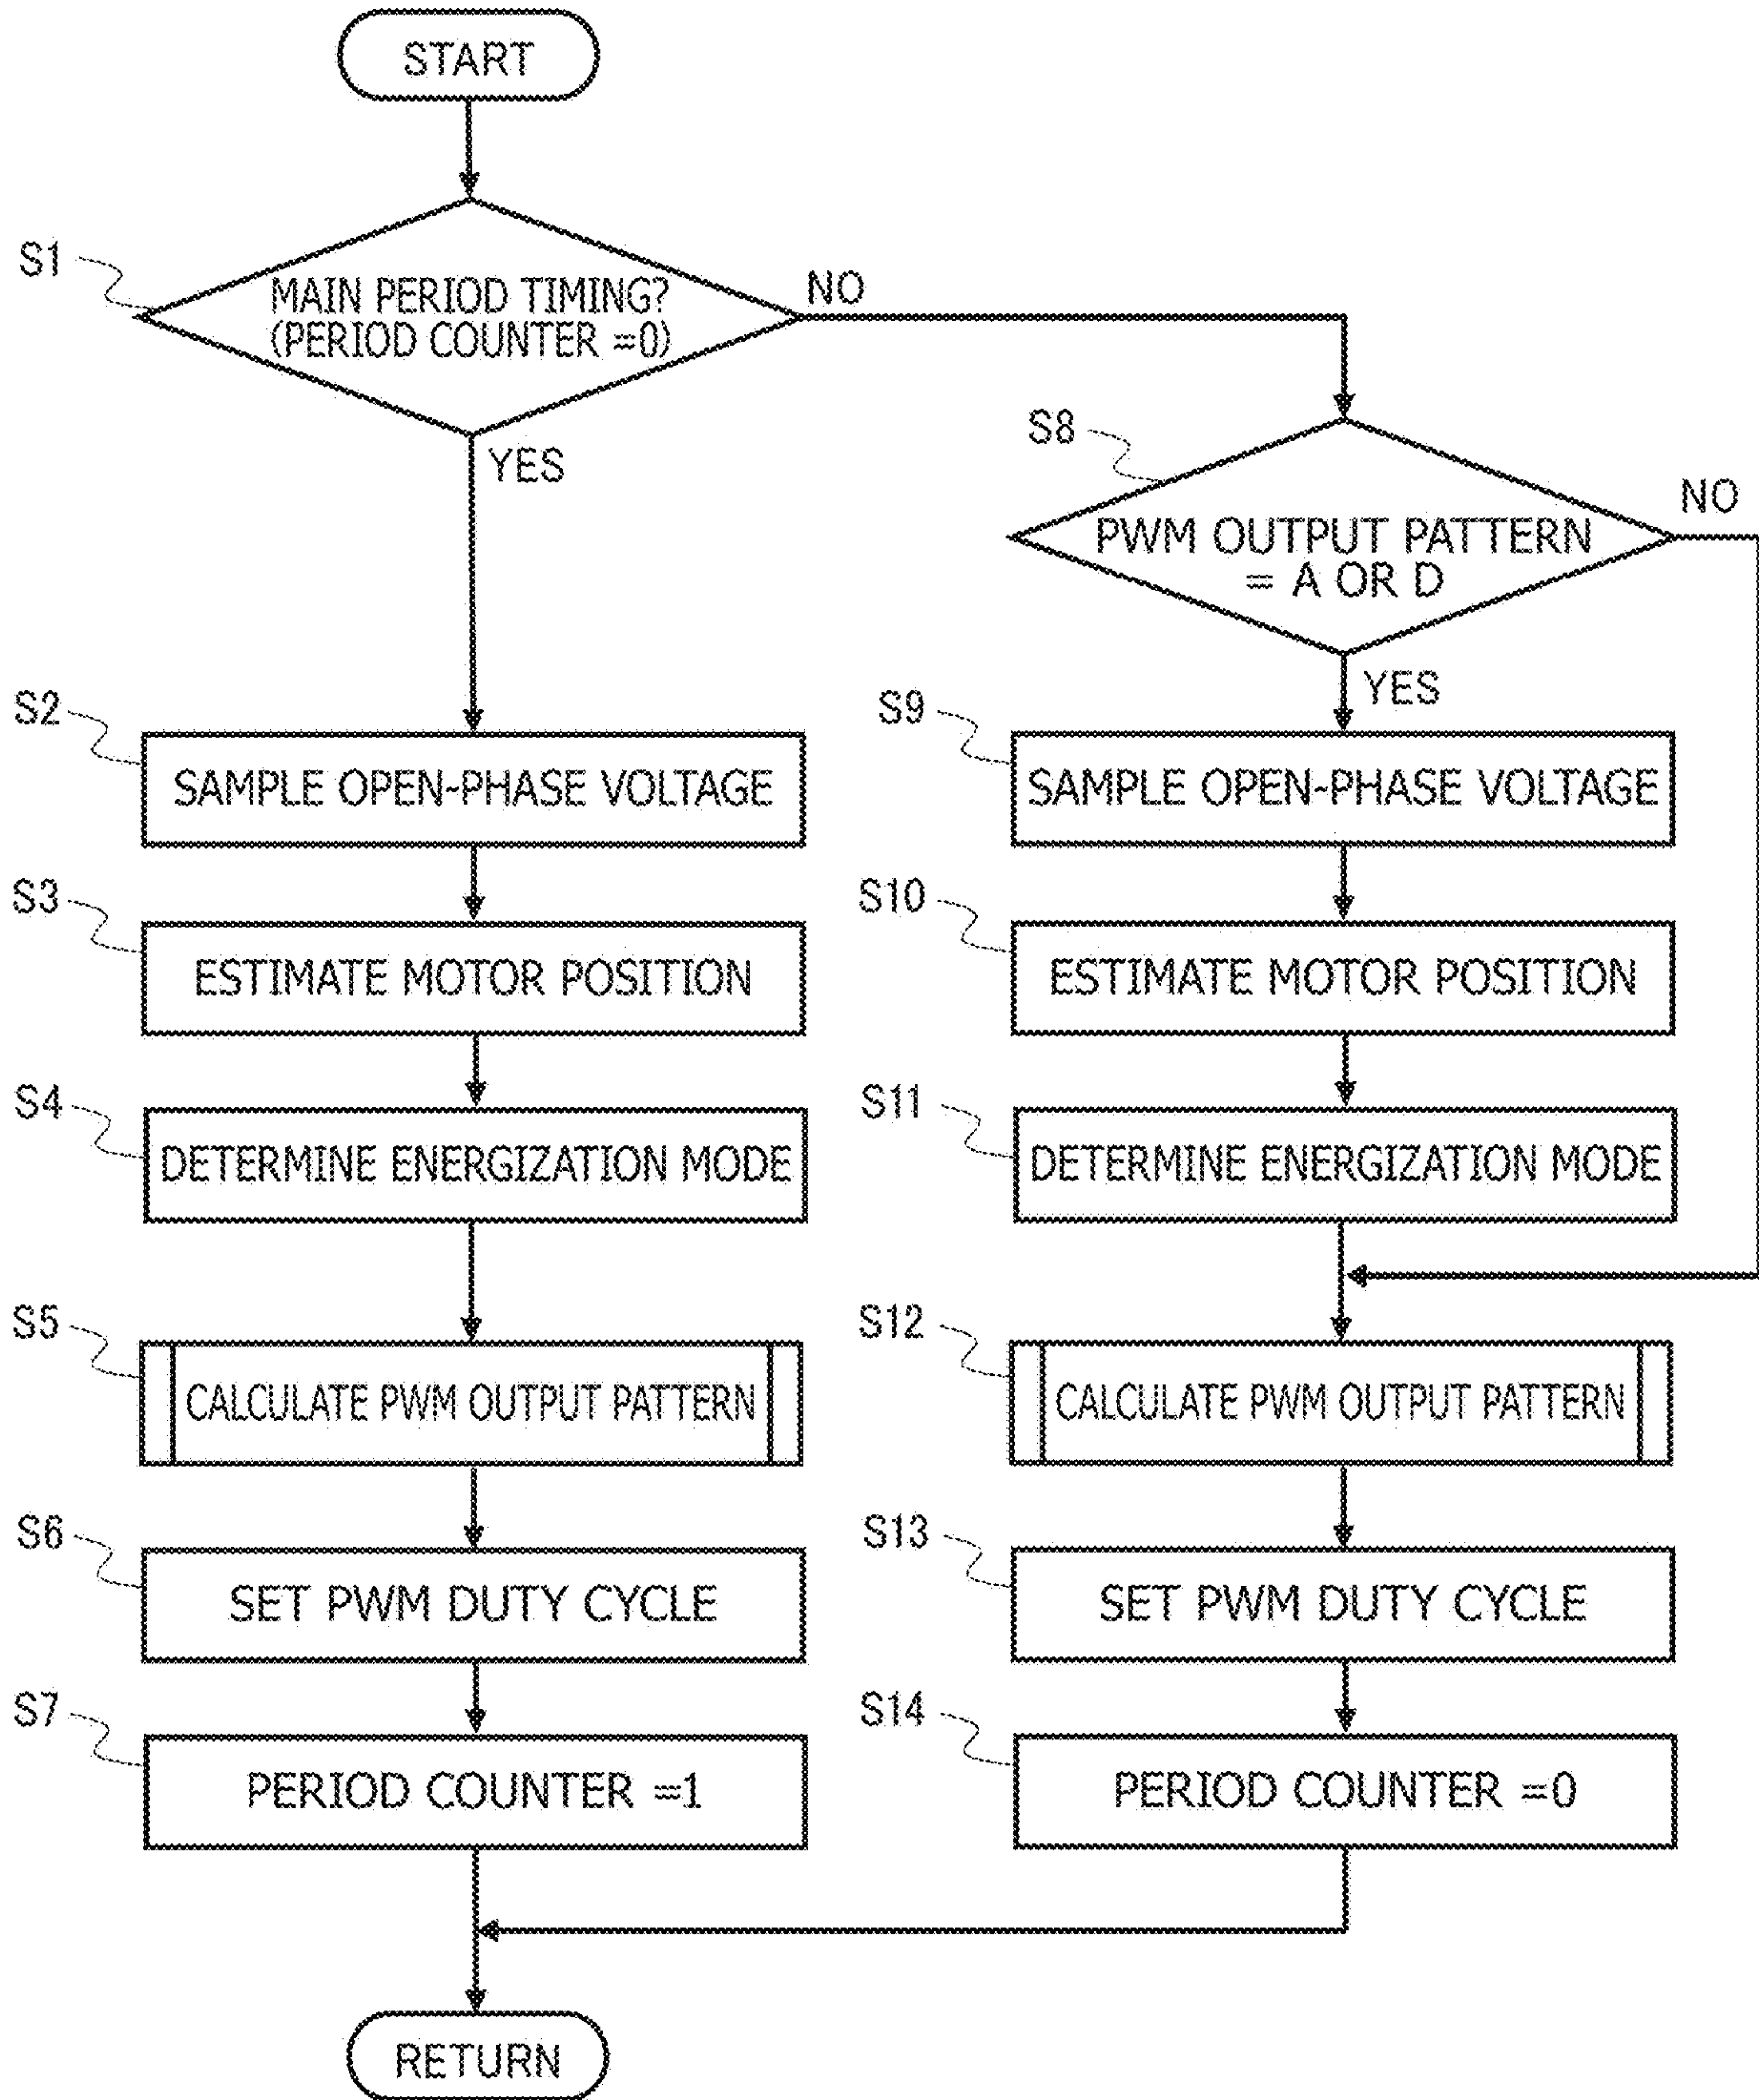 START
S1
MAIN PERIOD TIMING?
(PERIOD COUNTER =0)
NO
YES
S8
PWM OUTPUT PATTERN
= A OR D
NO
YES
S2
SAMPLE OPEN-PHASE VOLTAGE
S3
ESTIMATE MOTOR POSITION
S4
DETERMINE ENERGIZATION MODE
S5
CALCULATE PWM OUTPUT PATTERN
S6
SET PWM DUTY CYCLE
S7
PERIOD COUNTER =1
S9
SAMPLE OPEN-PHASE VOLTAGE
S10
ESTIMATE MOTOR POSITION
S11
DETERMINE ENERGIZATION MODE
S12
CALCULATE PWM OUTPUT PATTERN
S13
SET PWM DUTY CYCLE
S14
PERIOD COUNTER =0
RETURN